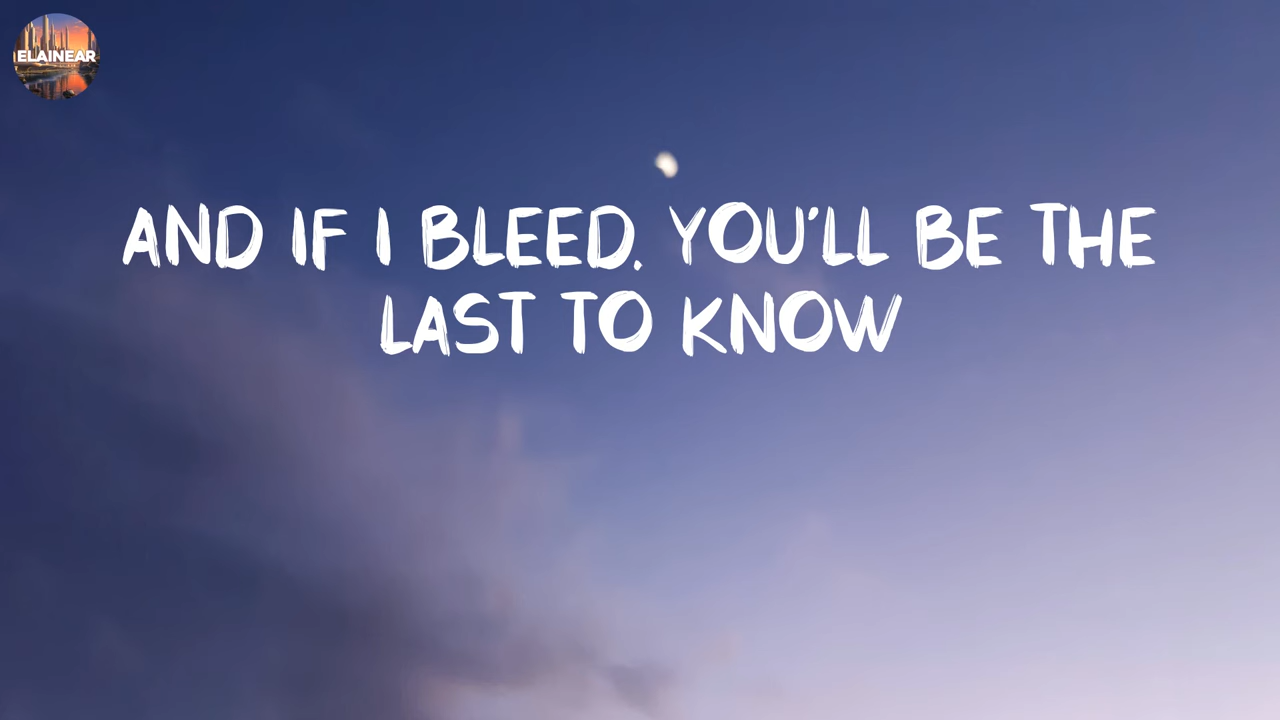 ELAINEAR
AND IF I BLEED, YOU'LL BE THE
LAST TO KNOW